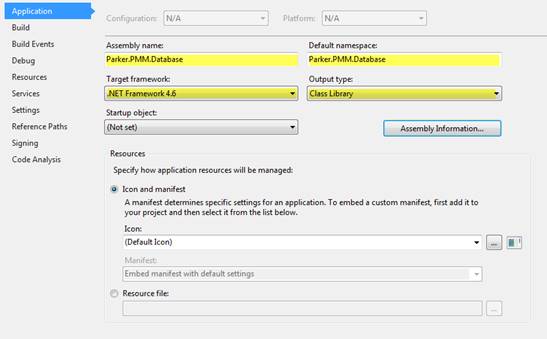 Application
Build
Build Events
Debug
Resources
Services
Settings
Reference Paths
Signing
Code Analysis
Configuration: N/A Platform: N/A
Assembly name: Default namespace:
Parker.PMM.Database Parker.PMM.Database
Target framework: Output type:
.NET Framework 4.6 Class Library
Startup object:
(Not set) Assembly Information...
Resources
Specify how application resources will be managed:
Icon and manifest
A manifest determines specific settings for an application. To embed a custom manifest, first add it to
your project and then select it from the list below.
Icon:
(Default Icon) ...
Manifest:
Embed manifest with default settings
Resource file:
...